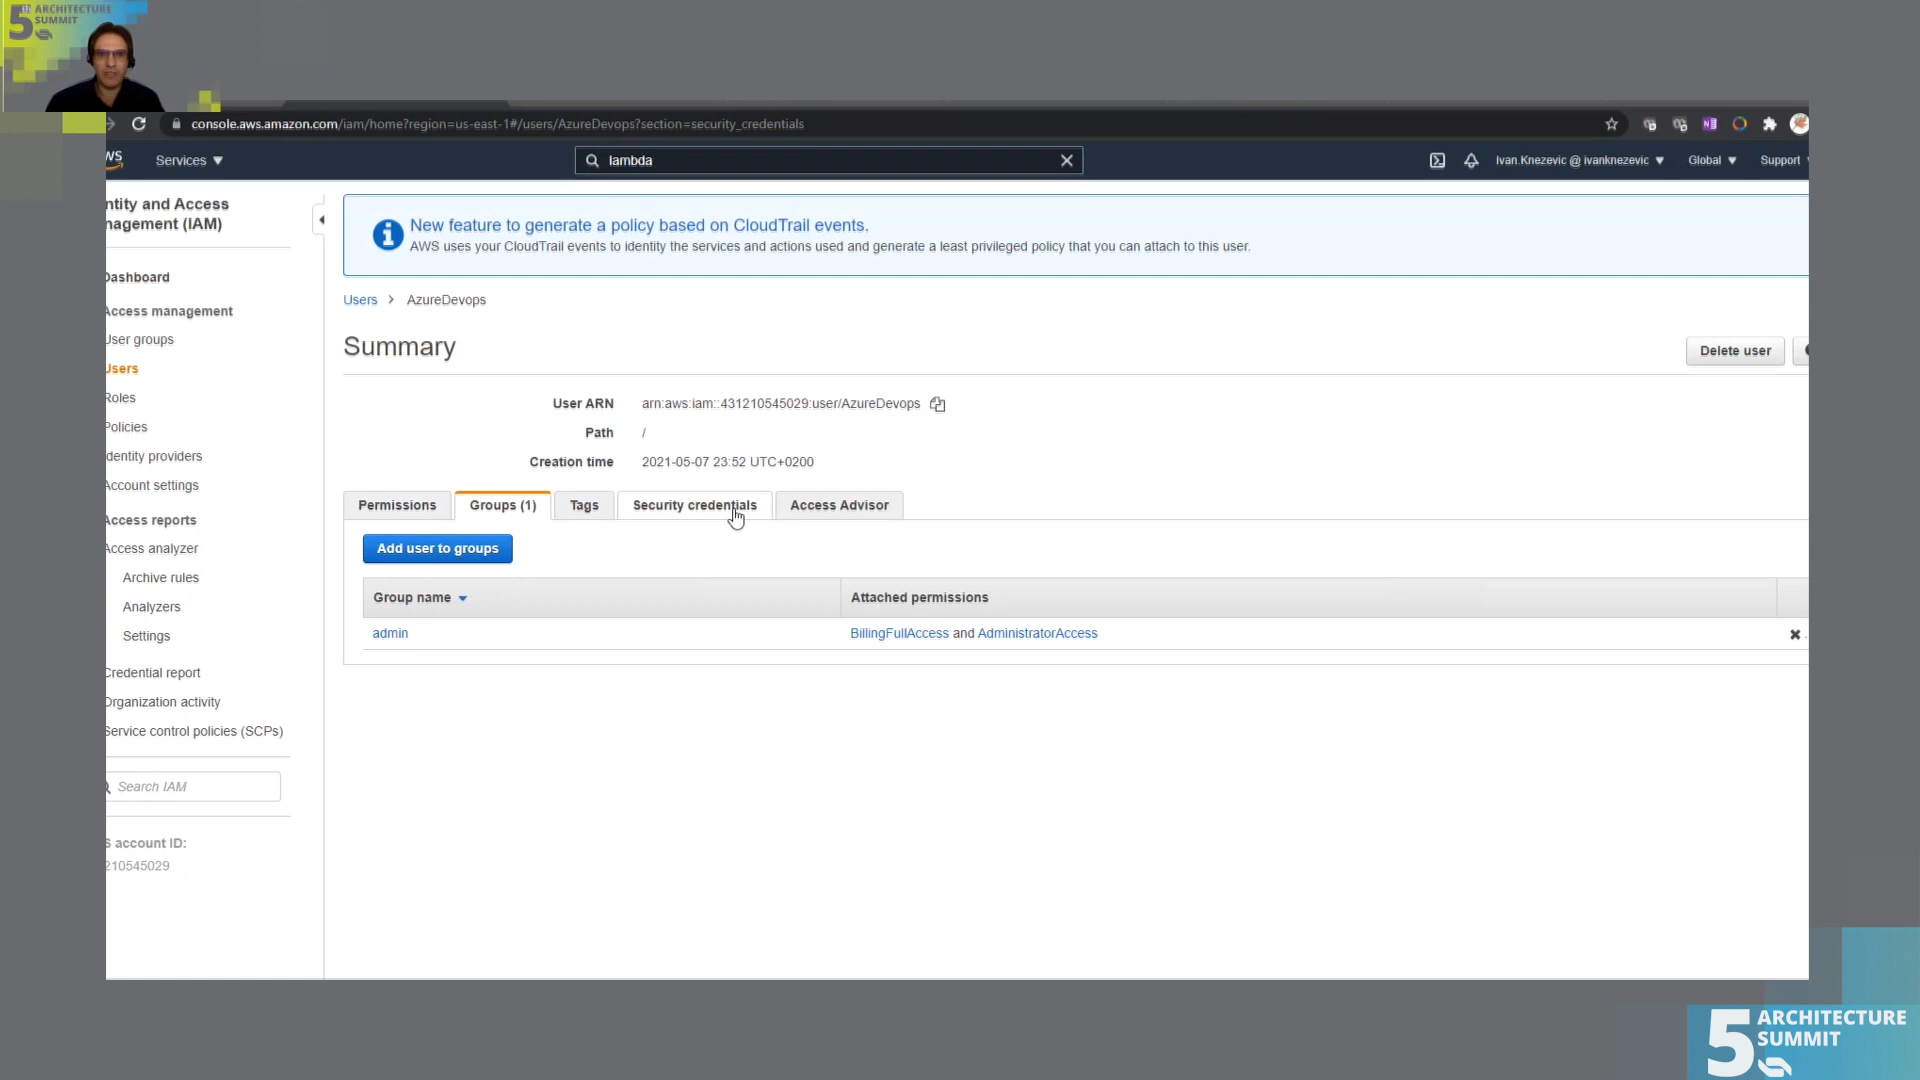 5th ARCHITECTURE
SUMMIT
console.aws.amazon.com/iam/home?region=us-east-1#/users/AzureDevops?section=security_credentials
WS
Services
lambda
Ivan.Knezevic @ ivanknezevic
Global
Support
ntity and Access
nagement (IAM)
Dashboard
Access management
User groups
Users
Roles
Policies
dentity providers
Account settings
Access reports
Access analyzer
Archive rules
Analyzers
Settings
Credential report
Organization activity
Service control policies (SCPs)
Search IAM
S account ID:
210545029
New feature to generate a policy based on CloudTrail events.
AWS uses your CloudTrail events to identify the services and actions used and generate a least privileged policy that you can attach to this user.
Users > AzureDevops
Summary
Delete user
User ARN arn:aws:iam::431210545029:user/AzureDevops
Path /
Creation time 2021-05-07 23:52 UTC+0200
Permissions Groups (1) Tags Security credentials Access Advisor
Add user to groups
Group name Attached permissions
admin BillingFullAccess and AdministratorAccess
5 ARCHITECTURE
SUMMIT